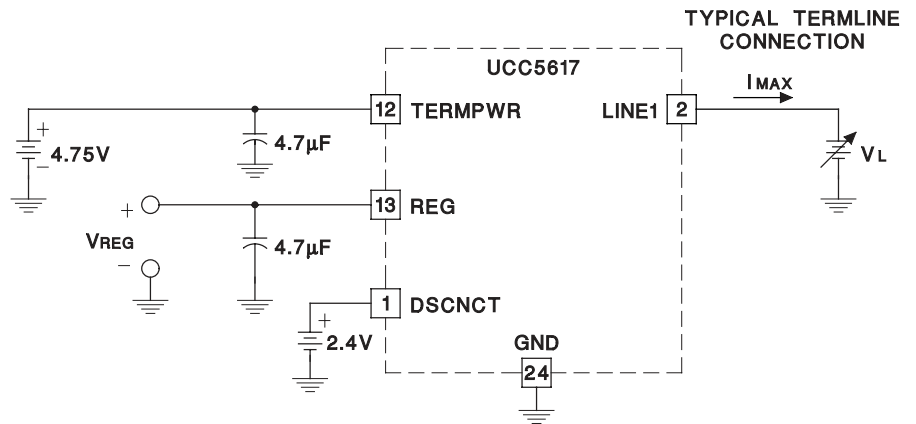 TYPICAL TERMLINE
CONNECTION
UCC5617
IMAX
12 TERMPWR
LINE1 2
+
4.75V
−
4.7µF
VL
13 REG
+
VREG
−
4.7µF
1 DSCNCT
+
2.4V
GND
24